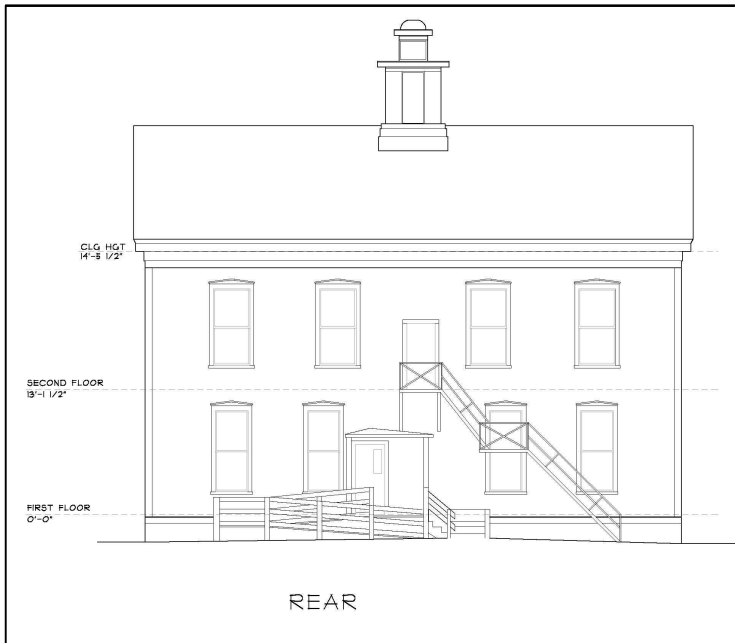 CLG HGT
14'-5 1/2"
SECOND FLOOR
13'-1 1/2"
FIRST FLOOR
0'-0"
REAR